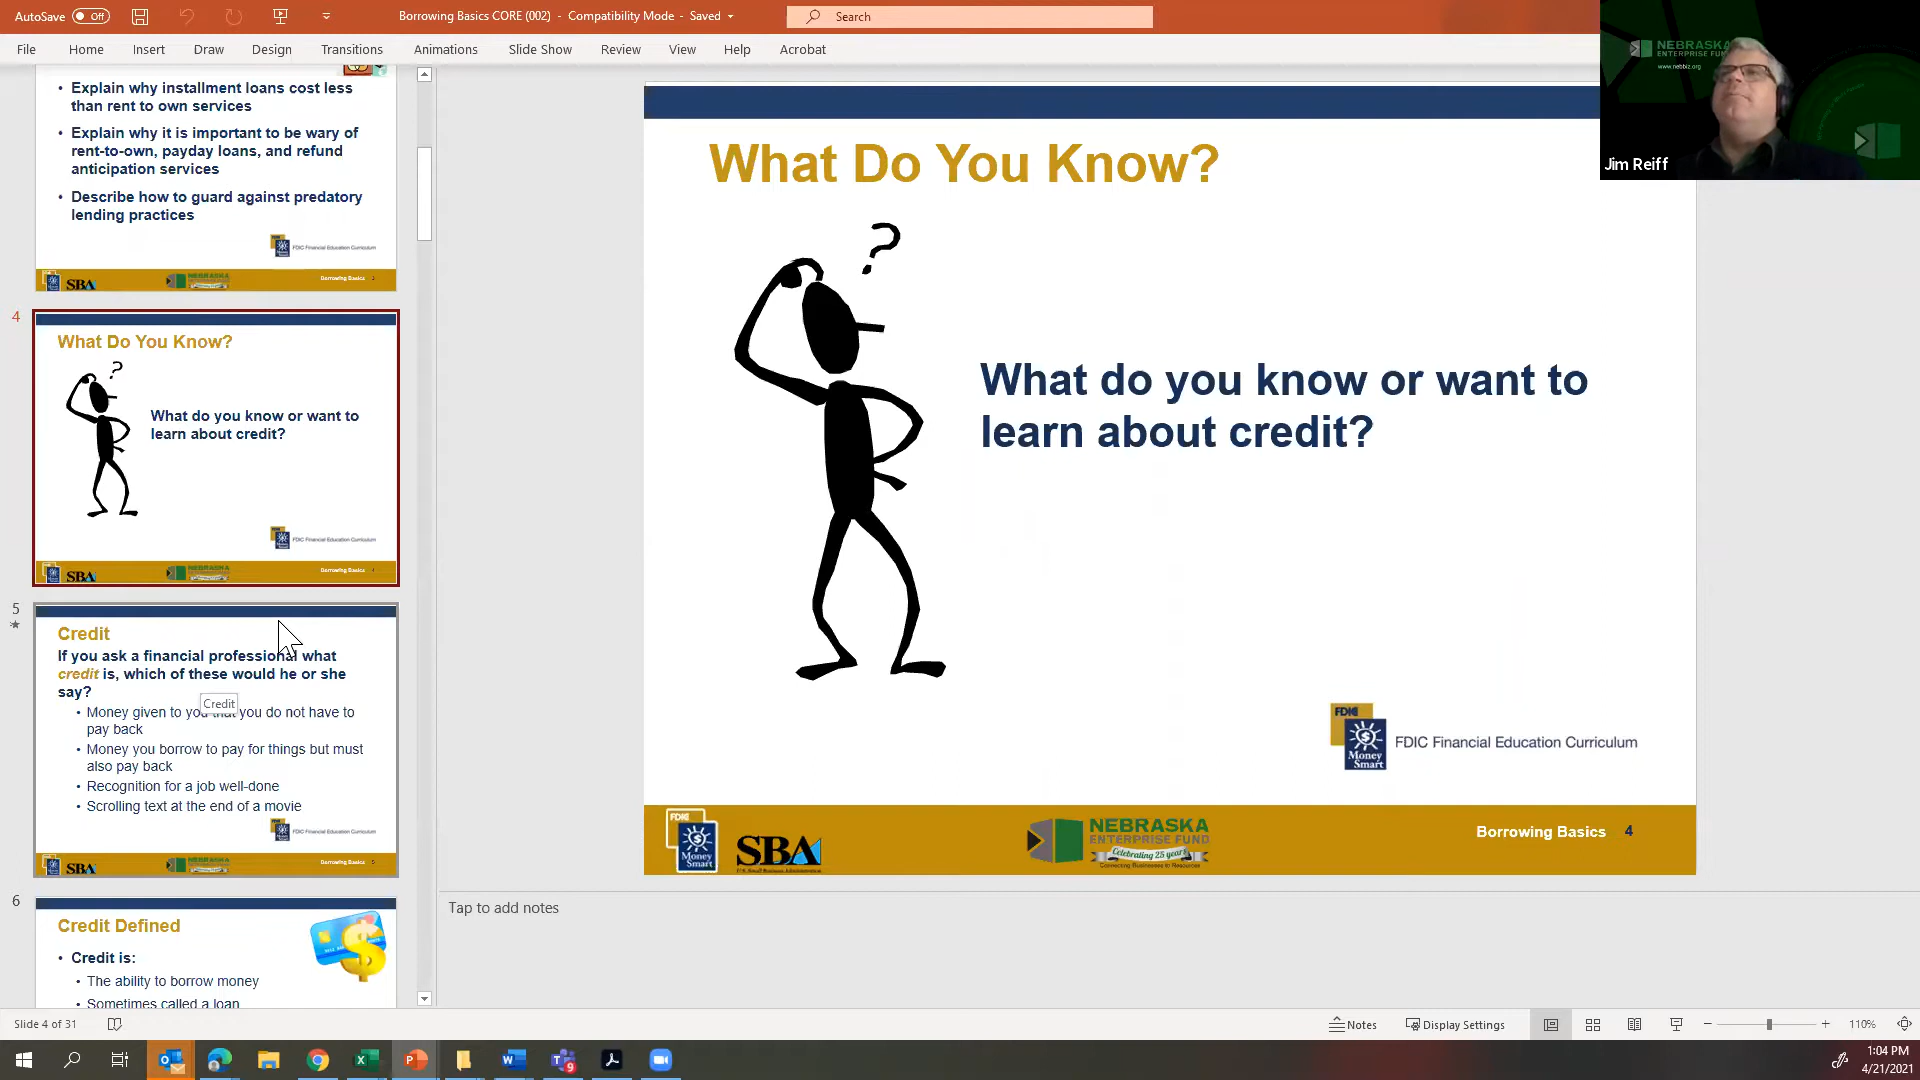 AutoSave Off
Borrowing Basics CORE (002) - Compatibility Mode - Saved
Search
File Home Insert Draw Design Transitions Animations Slide Show Review View Help Acrobat
NEBRASKA
ENTERPRISE FUND
www.nebbiz.org
Jim Reiff
• Explain why installment loans cost less
than rent to own services
• Explain why it is important to be wary of
rent-to-own, payday loans, and refund
anticipation services
• Describe how to guard against predatory
lending practices
FDIC Financial Education Curriculum
SBA
NEBRASKA
Borrowing Basics
4
What Do You Know?
?
What do you know or want to
learn about credit?
FDIC Financial Education Curriculum
SBA
NEBRASKA
Borrowing Basics 4
5
Credit
If you ask a financial professional what
credit is, which of these would he or she
say?
Credit
• Money given to you that you do not have to
pay back
• Money you borrow to pay for things but must
also pay back
• Recognition for a job well-done
• Scrolling text at the end of a movie
FDIC Financial Education Curriculum
SBA
NEBRASKA
Borrowing Basics 5
6
Credit Defined
• Credit is:
• The ability to borrow money
• Sometimes called a loan
What Do You Know?
?
What do you know or want to
learn about credit?
FDIC
Money
Smart
FDIC Financial Education Curriculum
FDIC
Money
Smart
SBA
U.S. Small Business Administration
NEBRASKA
ENTERPRISE FUND
Celebrating 25 years
Connecting Businesses to Resources
Borrowing Basics 4
Tap to add notes
Slide 4 of 31
Notes
Display Settings
110%
9
1:04 PM
4/21/2021